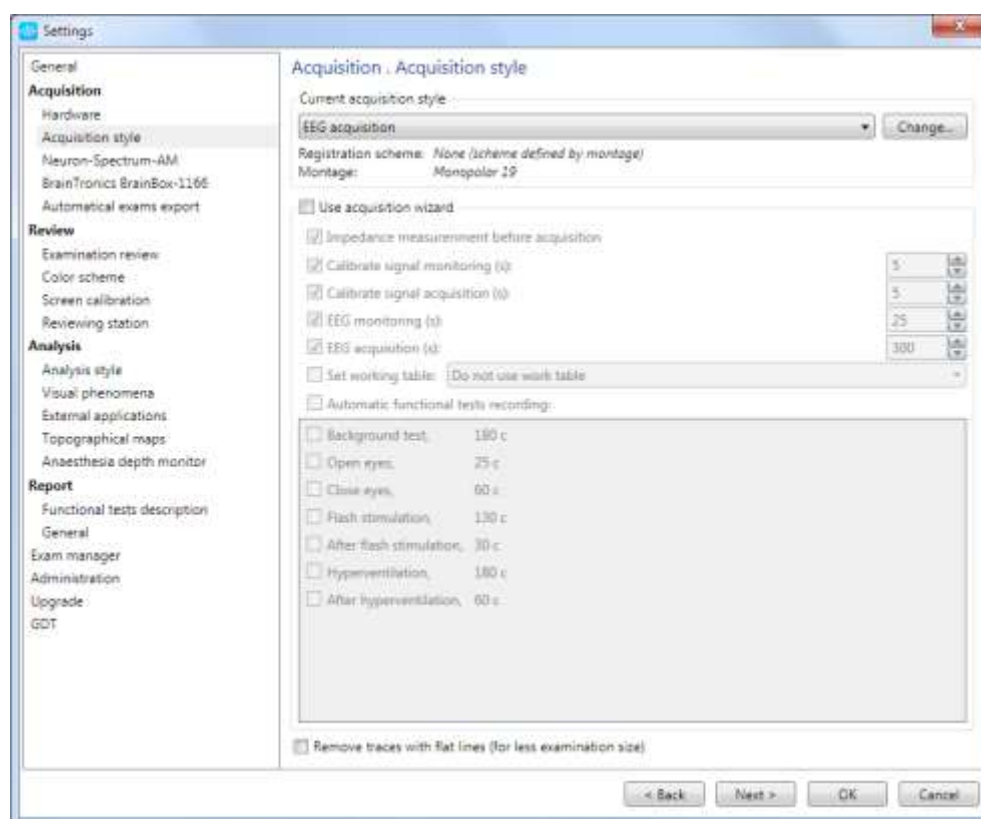 Settings
General
Acquisition
Hardware
Acquisition style
Neuron-Spectrum-AM
BrainTronics BrainBox-1166
Automatical exams export
Review
Examination review
Color scheme
Screen calibration
Reviewing station
Analysis
Analysis style
Visual phenomena
External applications
Topographical maps
Anaesthesia depth monitor
Report
Functional tests description
General
Exam manager
Administration
Upgrade
GDT
Acquisition . Acquisition style
Current acquisition style
EEG acquisition
Change...
Registration scheme: None (scheme defined by montage)
Montage: Monopolar 19
Use acquisition wizard
Impedance measurenment before acquisition
Calibrate signal monitoring (s): 5
Calibrate signal acquisition (s): 5
EEG monitoring (s): 25
EEG acquisition (s): 300
Set working table: Do not use work table
Automatic functional tests recording:
Background test, 180 c
Open eyes, 25 c
Close eyes, 60 c
Flash stimulation, 130 c
After flash stimulation, 30 c
Hyperventilation, 180 c
After hyperventilation, 60 c
Remove traces with flat lines (for less examination size)
< Back Next > OK Cancel